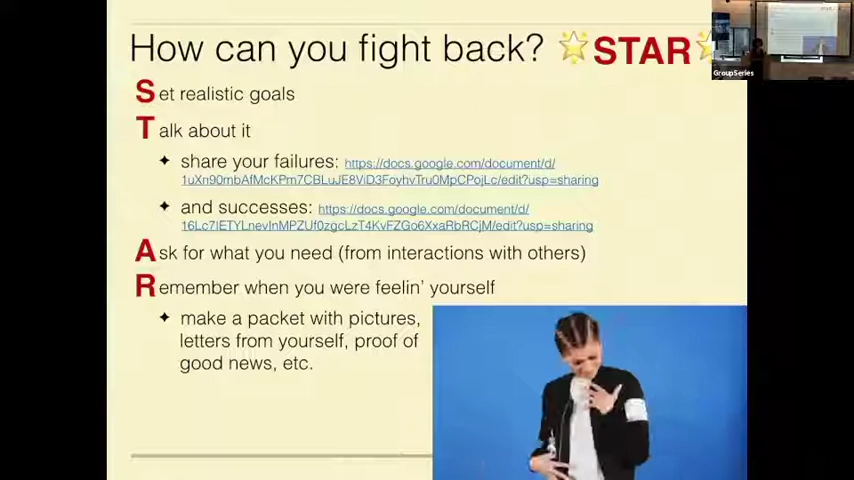 How can you fight back? 🌟STAR🌟
Set realistic goals
Talk about it
✦ share your failures: https://docs.google.com/document/d/
1uXn90mbAfMcKPm7CBLuJE8ViD3FoyhvTru0MpCPojLc/edit?usp=sharing
✦ and successes: https://docs.google.com/document/d/
16Lc7IETYLnevInMPZUf0zgcLzT4KvFZGo6XxaRbRCjM/edit?usp=sharing
Ask for what you need (from interactions with others)
Remember when you were feelin’ yourself
✦ make a packet with pictures,
letters from yourself, proof of
good news, etc.
GroupSeries